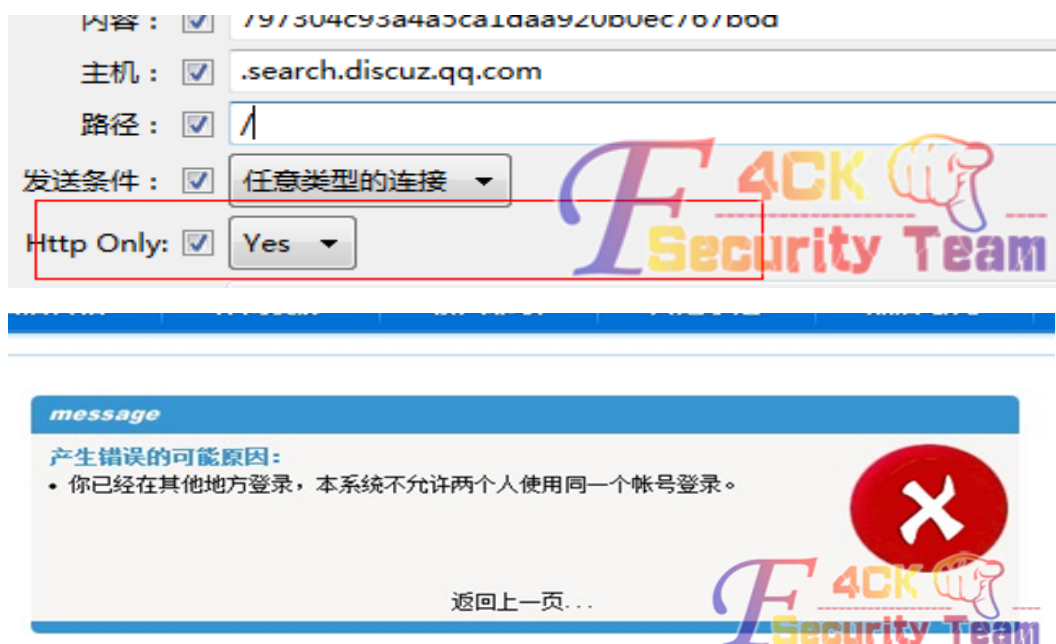 内容： 797304c93a4a5ca1daa920b0ec767b6d
主机： .search.discuz.qq.com
路径： /
发送条件： 任意类型的连接
Http Only: Yes
F4CK
Security Team
message
产生错误的可能原因：
• 你已经在其他地方登录，本系统不允许两个人使用同一个帐号登录。
返回上一页...
F4CK
Security Team